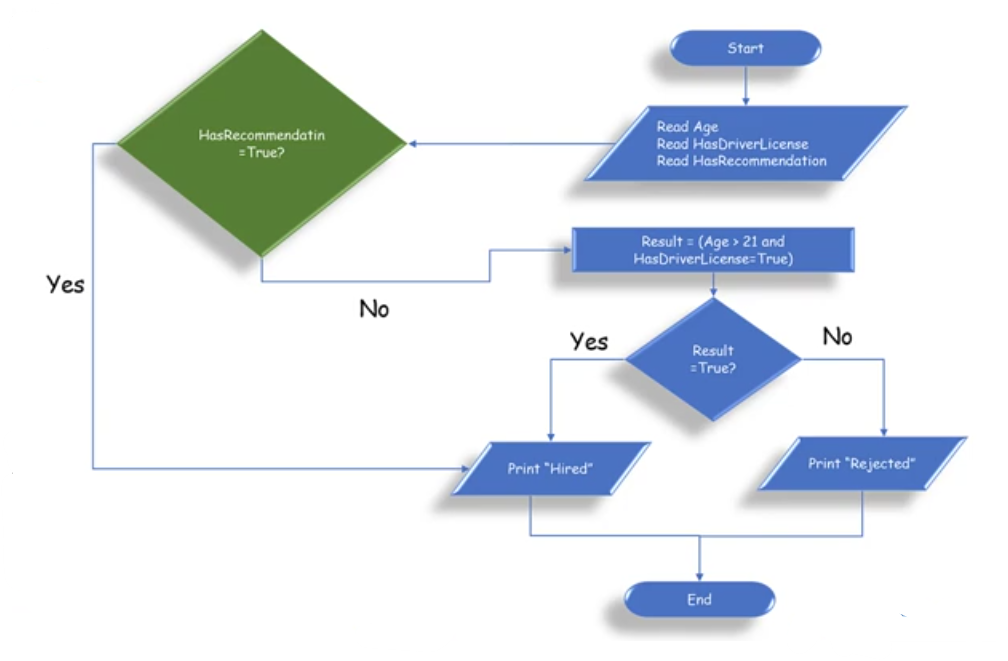 Start
Read Age
Read HasDriverLicense
Read HasRecommendation
HasRecommendatin
=True?
Yes
No
Result = (Age > 21 and
HasDriverLicense=True)
Result
=True?
Yes
No
Print “Hired”
Print “Rejected”
End